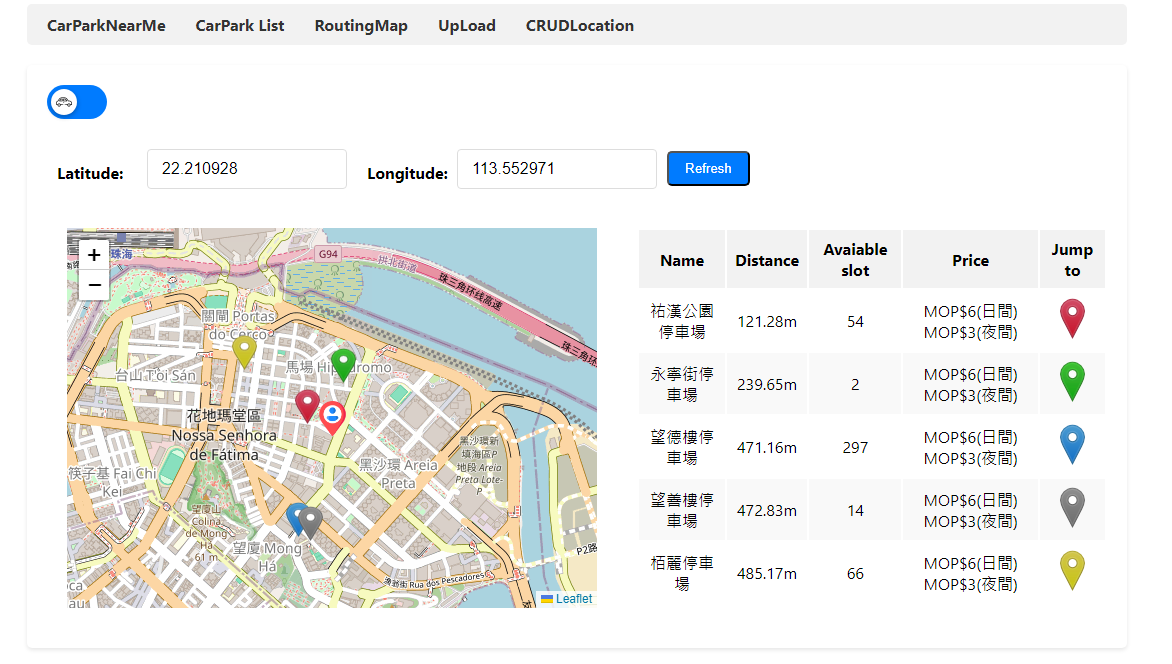 CarParkNearMe CarPark List RoutingMap UpLoad CRUDLocation
Latitude: 22.210928 Longitude: 113.552971 Refresh
+
−
珠海
G94
拱北街道
珠三角环线高速
珠三角环线
關閘 Portas
do Cerco
台山 Toi Sán
馬場 Hipódromo
花地瑪堂區
Nossa Senhora
de Fátima
筷子基 Fai Chi
Kei
黑沙環 Areia
Preta
黑沙環新
填海區P
地段 Areia
Preta Lote-
P
望廈山
Colina
de Mong
Há
61 m
望廈 Mong
Há
漁翁街 Rua dos Pescadores
P2路
ca
au
Leaflet
Name Distance Avaiable
slot Price Jump
to
祐漢公園
停車場 121.28m 54 MOP$6(日間)
MOP$3(夜間)
永寧街停
車場 239.65m 2 MOP$6(日間)
MOP$3(夜間)
望德樓停
車場 471.16m 297 MOP$6(日間)
MOP$3(夜間)
望善樓停
車場 472.83m 14 MOP$6(日間)
MOP$3(夜間)
栢麗停車
場 485.17m 66 MOP$6(日間)
MOP$3(夜間)